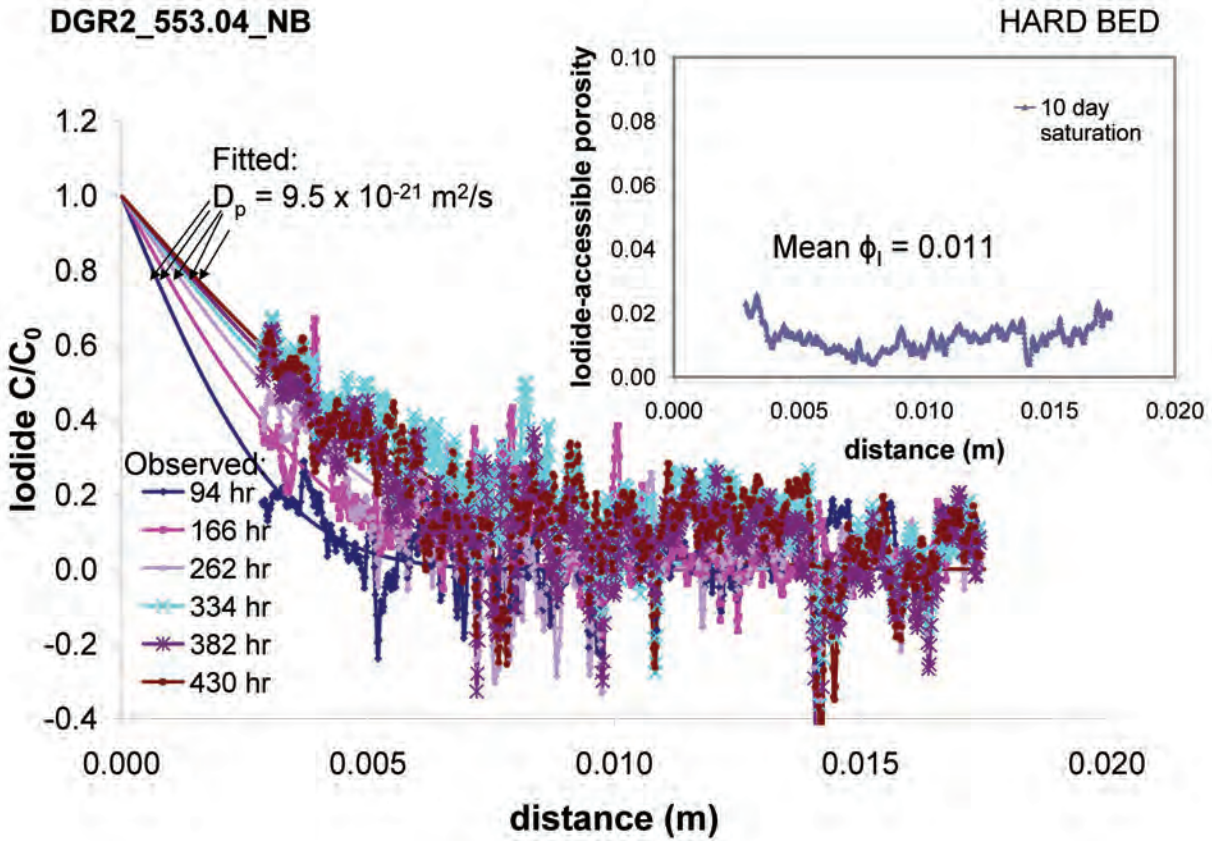 DGR2_553.04_NB
HARD BED
Iodide C/C₀
1.2
1.0
0.8
0.6
0.4
0.2
0.0
-0.2
-0.4
0.000
0.005
0.010
0.015
0.020
distance (m)
Fitted:
Dₚ = 9.5 x 10⁻²¹ m²/s
Observed:
94 hr
166 hr
262 hr
334 hr
382 hr
430 hr
Iodide-accessible porosity
0.10
0.08
0.06
0.04
0.02
0.00
0.000
0.005
0.010
0.015
0.020
distance (m)
10 day
saturation
Mean ϕI = 0.011